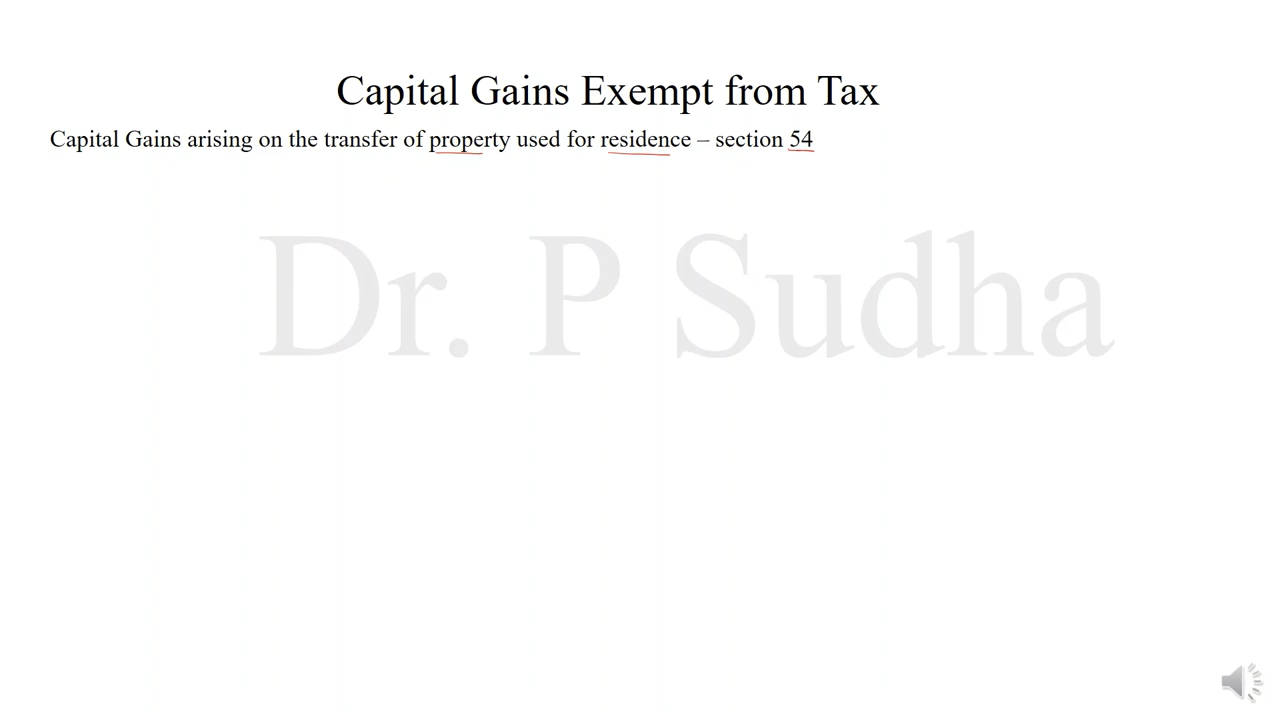 Capital Gains Exempt from Tax
Capital Gains arising on the transfer of property used for residence – section 54
Dr. P Sudha